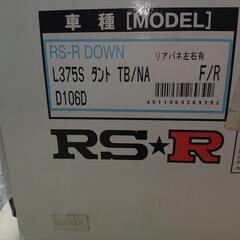 車種 [MODEL]
RS-R DOWN
リアバネ左右有
L375S タント TB/NA F/R
D106D
4511969269392
RS★R